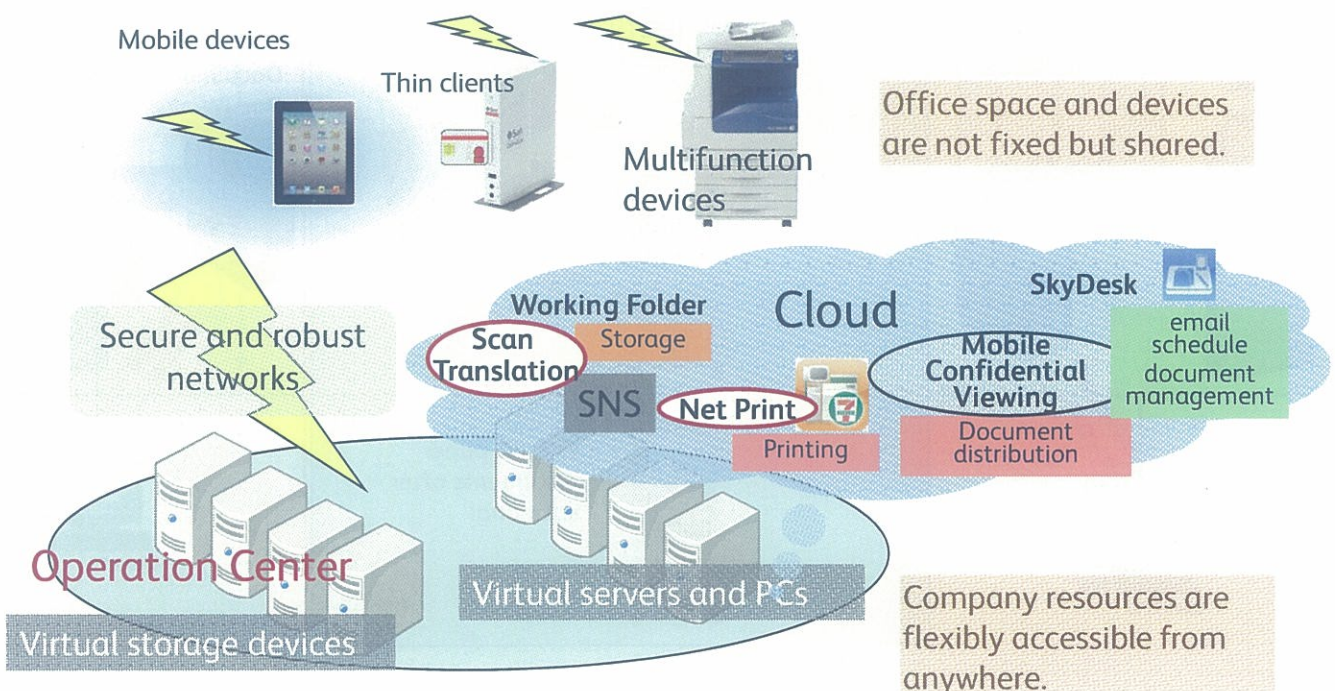 Mobile devices
Thin clients
Multifunction
devices
Office space and devices
are not fixed but shared.
Secure and robust
networks
Cloud
Working Folder
Storage
Scan
Translation
SNS
Net Print
7
Printing
Mobile
Confidential
Viewing
Document
distribution
SkyDesk
email
schedule
document
management
Operation Center
Virtual storage devices
Virtual servers and PCs
Company resources are
flexibly accessible from
anywhere.